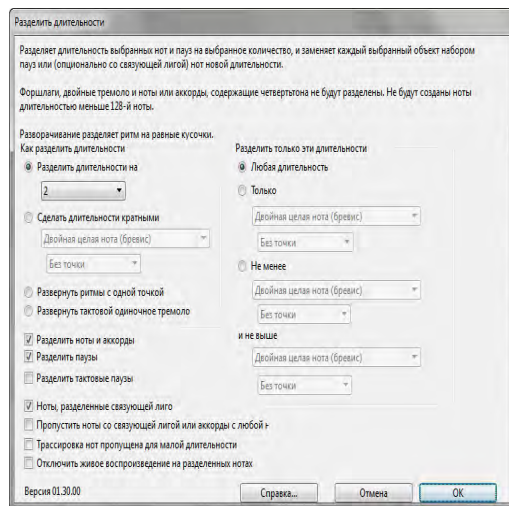 Разделить длительности
Разделяет длительность выбранных нот и пауз на выбранное количество, и заменяет каждый выбранный объект набором
пауз или (опционально со связующей лигой) нот новой длительности.
Форшлаги, двойные тремоло и ноты или аккорды, содержащие четвертьтона не будут разделены. Не будут созданы ноты
длительностью меньше 128-й ноты.
Разворачивание разделяет ритм на равные кусочки.
Как разделить длительности
Разделить длительности на
2
Сделать длительности кратными
Двойная целая нота (бревис)
Без точки
Развернуть ритмы с одной точкой
Развернуть тактовой одиночное тремоло
Разделить ноты и аккорды
Разделить паузы
Разделить тактовые паузы
Ноты, разделенные связующей лиго
Пропустить ноты со связующей лигой или аккорды с любой н
Трассировка нот пропущена для малой длительности
Отключить живое воспроизведение на разделенных нотах
Разделить только эти длительности
Любая длительность
Только
Двойная целая нота (бревис)
Без точки
Не менее
Двойная целая нота (бревис)
Без точки
и не выше
Двойная целая нота (бревис)
Без точки
Версия 01.30.00
Справка...
Отмена
ОК